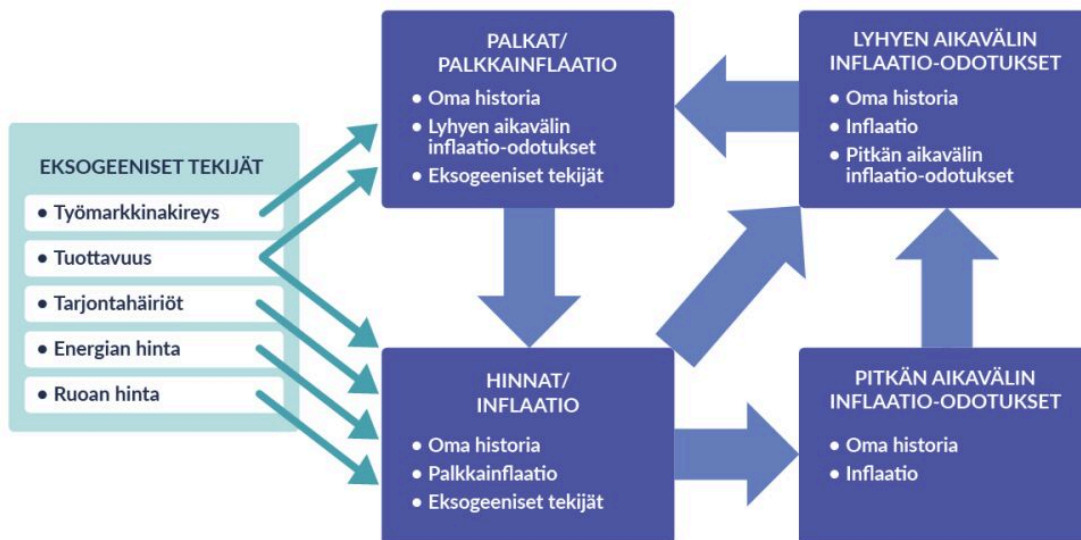 EKSOGEENISET TEKIJÄT
• Työmarkkinakireys
• Tuottavuus
• Tarjontahäiriöt
• Energian hinta
• Ruoan hinta
PALKAT/
PALKKAINFLAATIO
• Oma historia
• Lyhyen aikavälin
inflaatio-odotukset
• Eksogeeniset tekijät
LYHYEN AIKAVÄLIN
INFLAATIO-ODOTUKSET
• Oma historia
• Inflaatio
• Pitkän aikavälin
inflaatio-odotukset
HINNAT/
INFLAATIO
• Oma historia
• Palkkainflaatio
• Eksogeeniset tekijät
PITKÄN AIKAVÄLIN
INFLAATIO-ODOTUKSET
• Oma historia
• Inflaatio